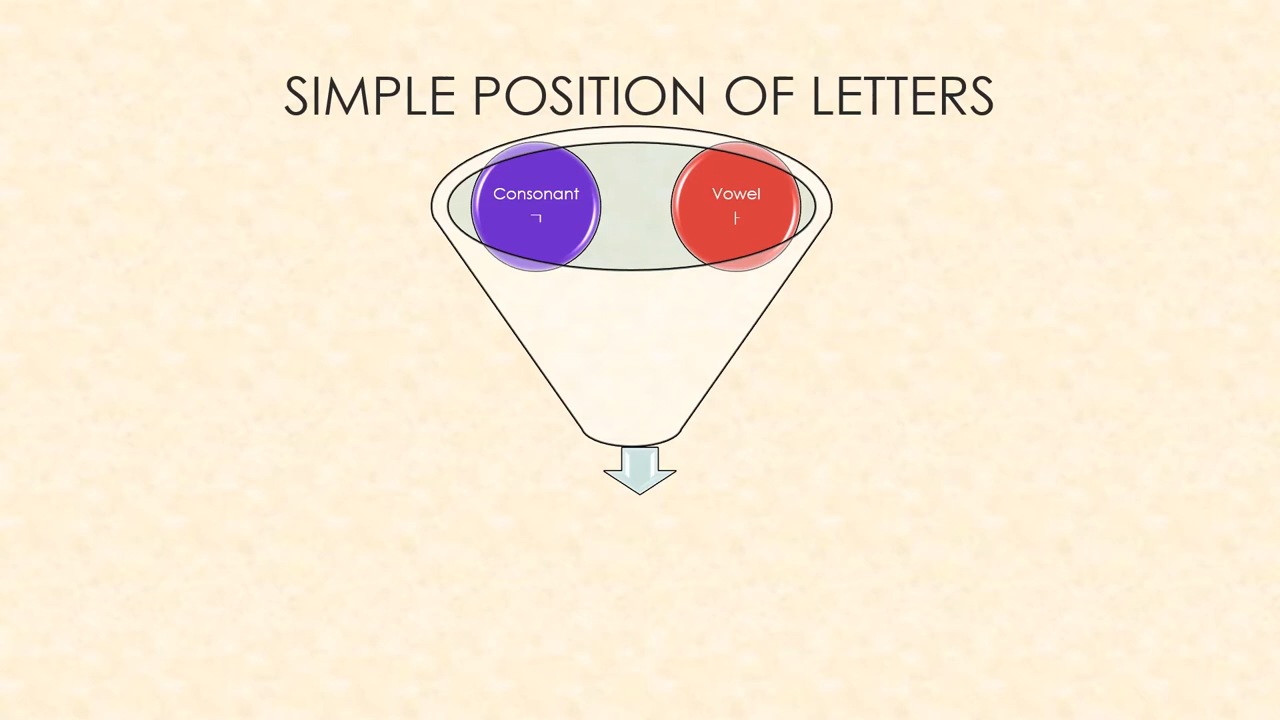 SIMPLE POSITION OF LETTERS
Consonant
ㄱ
Vowel
ㅏ